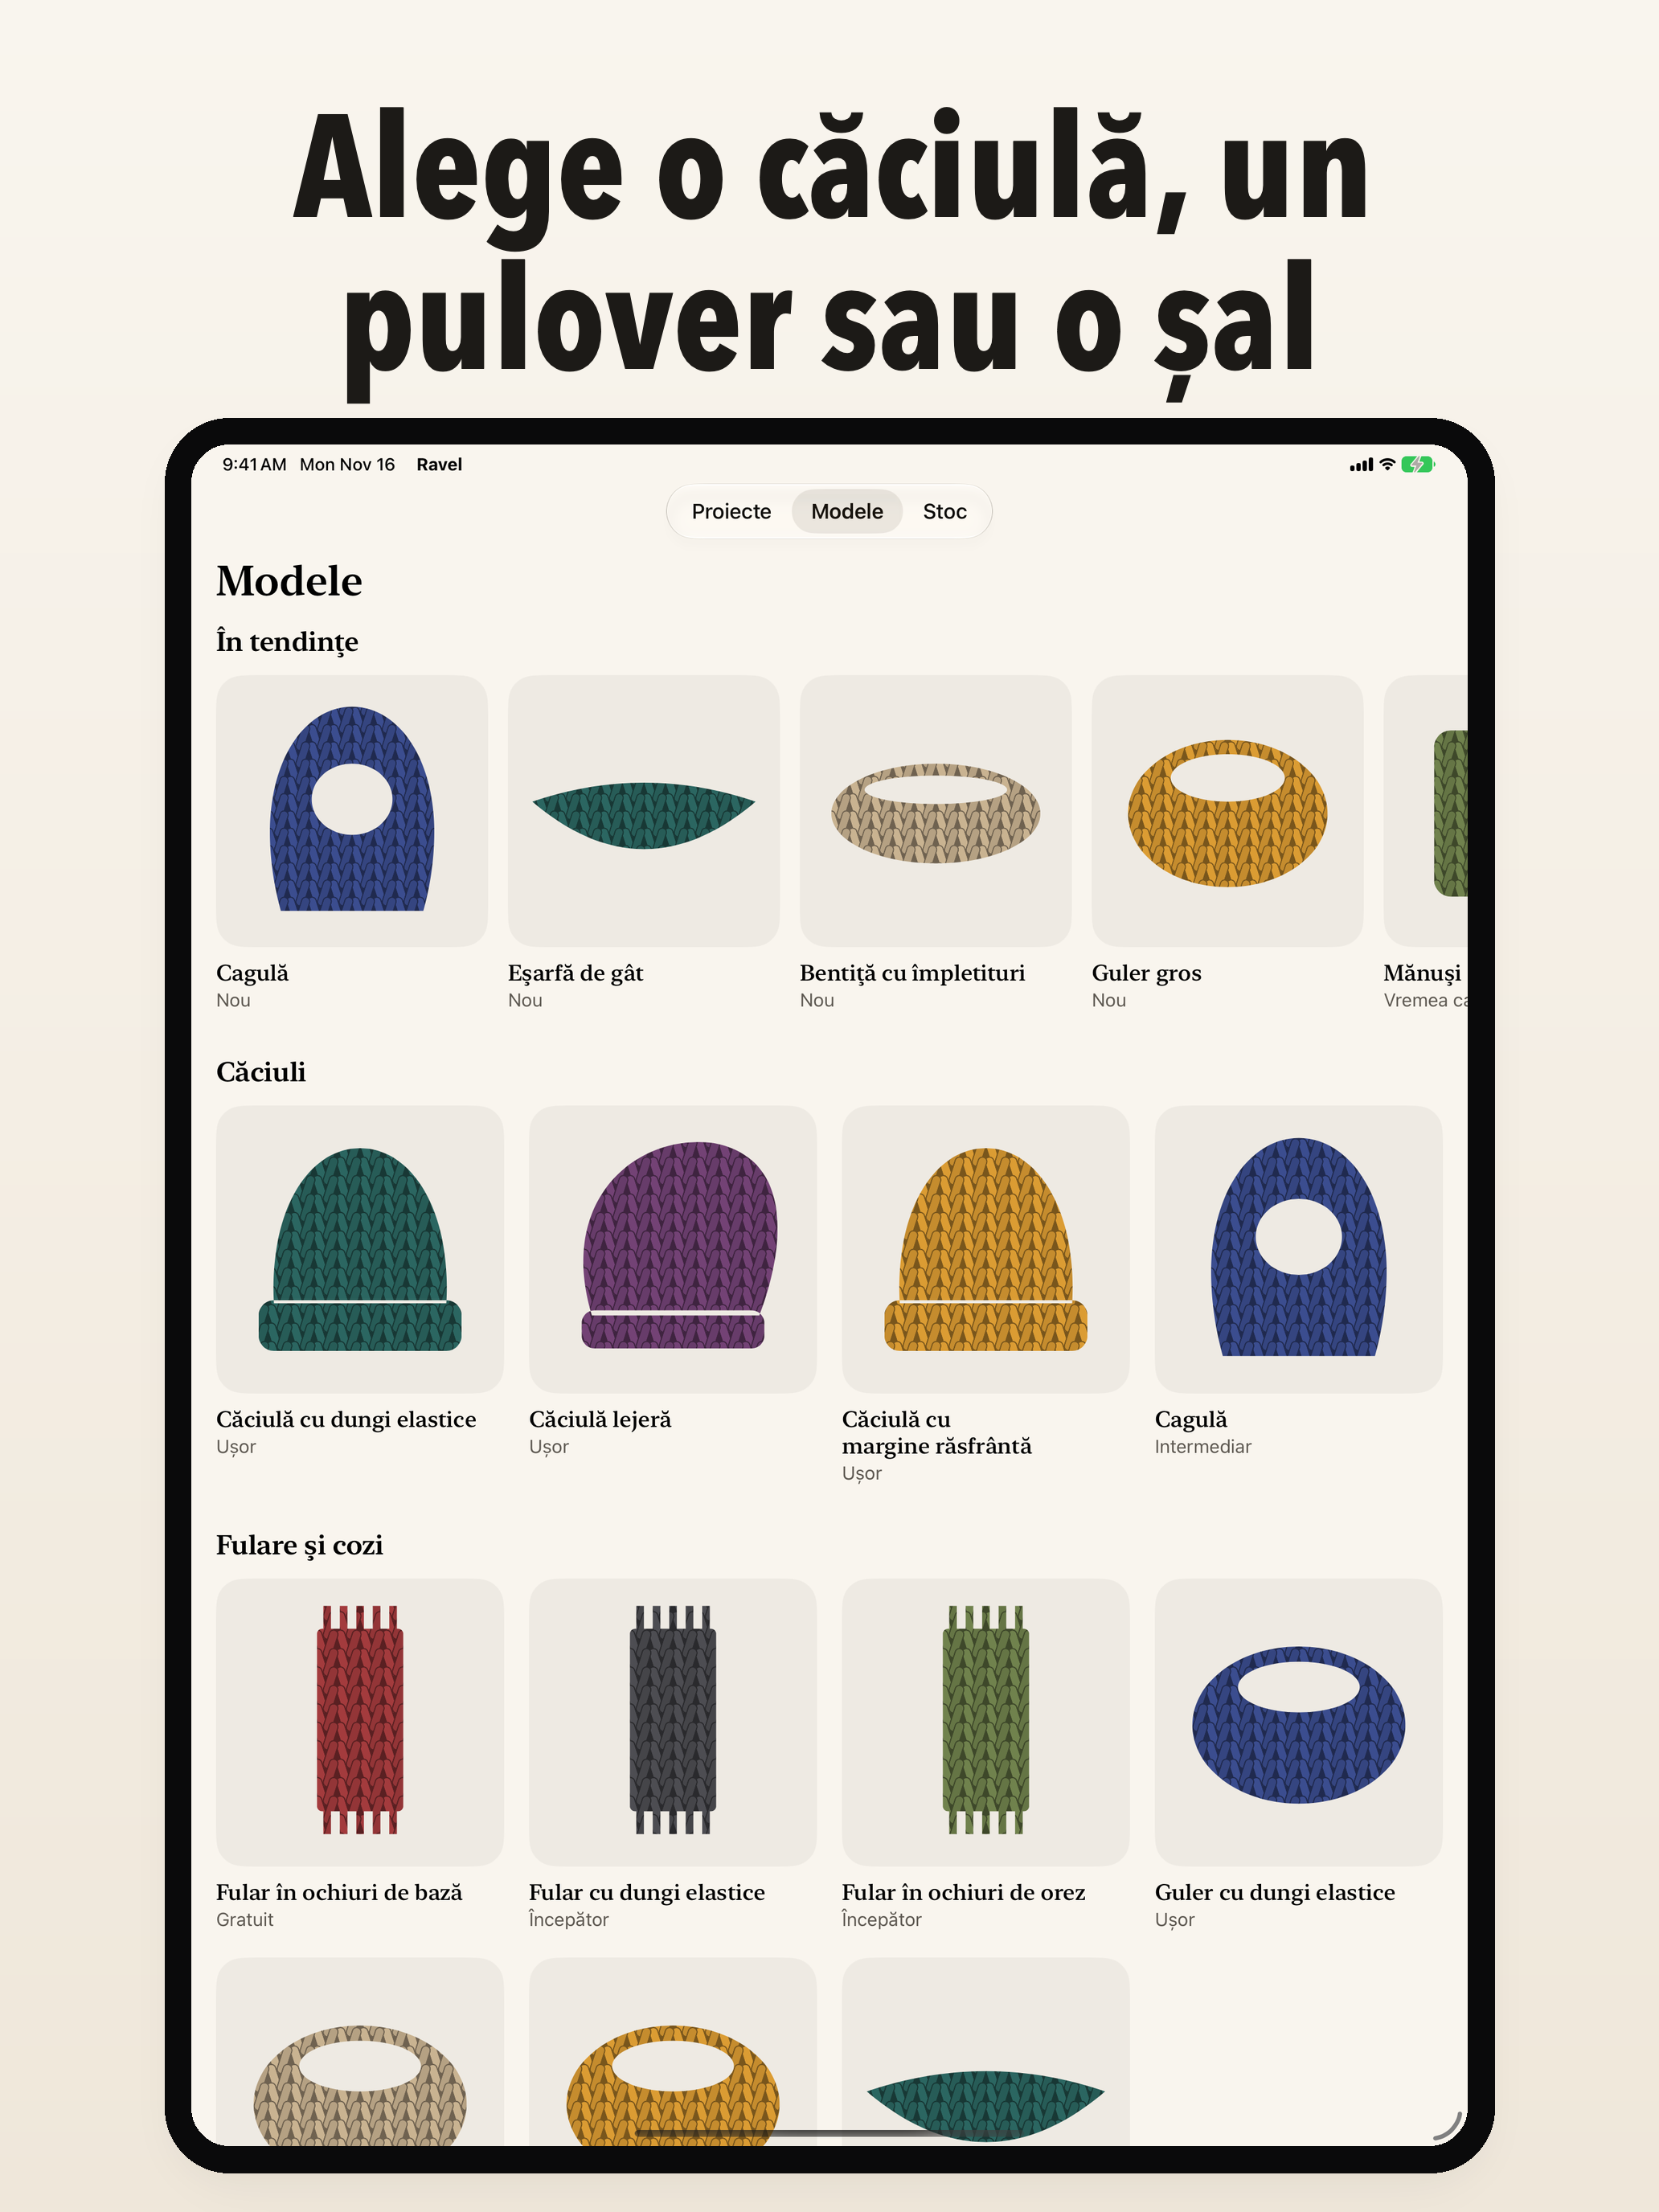 Alege o căciulă, un
pulover sau o șal
9:41 AM Mon Nov 16 Ravel
Proiecte Modele Stoc
Modele
În tendințe
Cagulă
Nou
Eșarfă de gât
Nou
Bentiță cu împletituri
Nou
Guler gros
Nou
Mănuși
Vremea ca
Căciuli
Căciulă cu dungi elastice
Ușor
Căciulă lejeră
Ușor
Căciulă cu
margine răsfrântă
Ușor
Cagulă
Intermediar
Fulare și cozi
Fular în ochiuri de bază
Gratuit
Fular cu dungi elastice
Începător
Fular în ochiuri de orez
Începător
Guler cu dungi elastice
Ușor